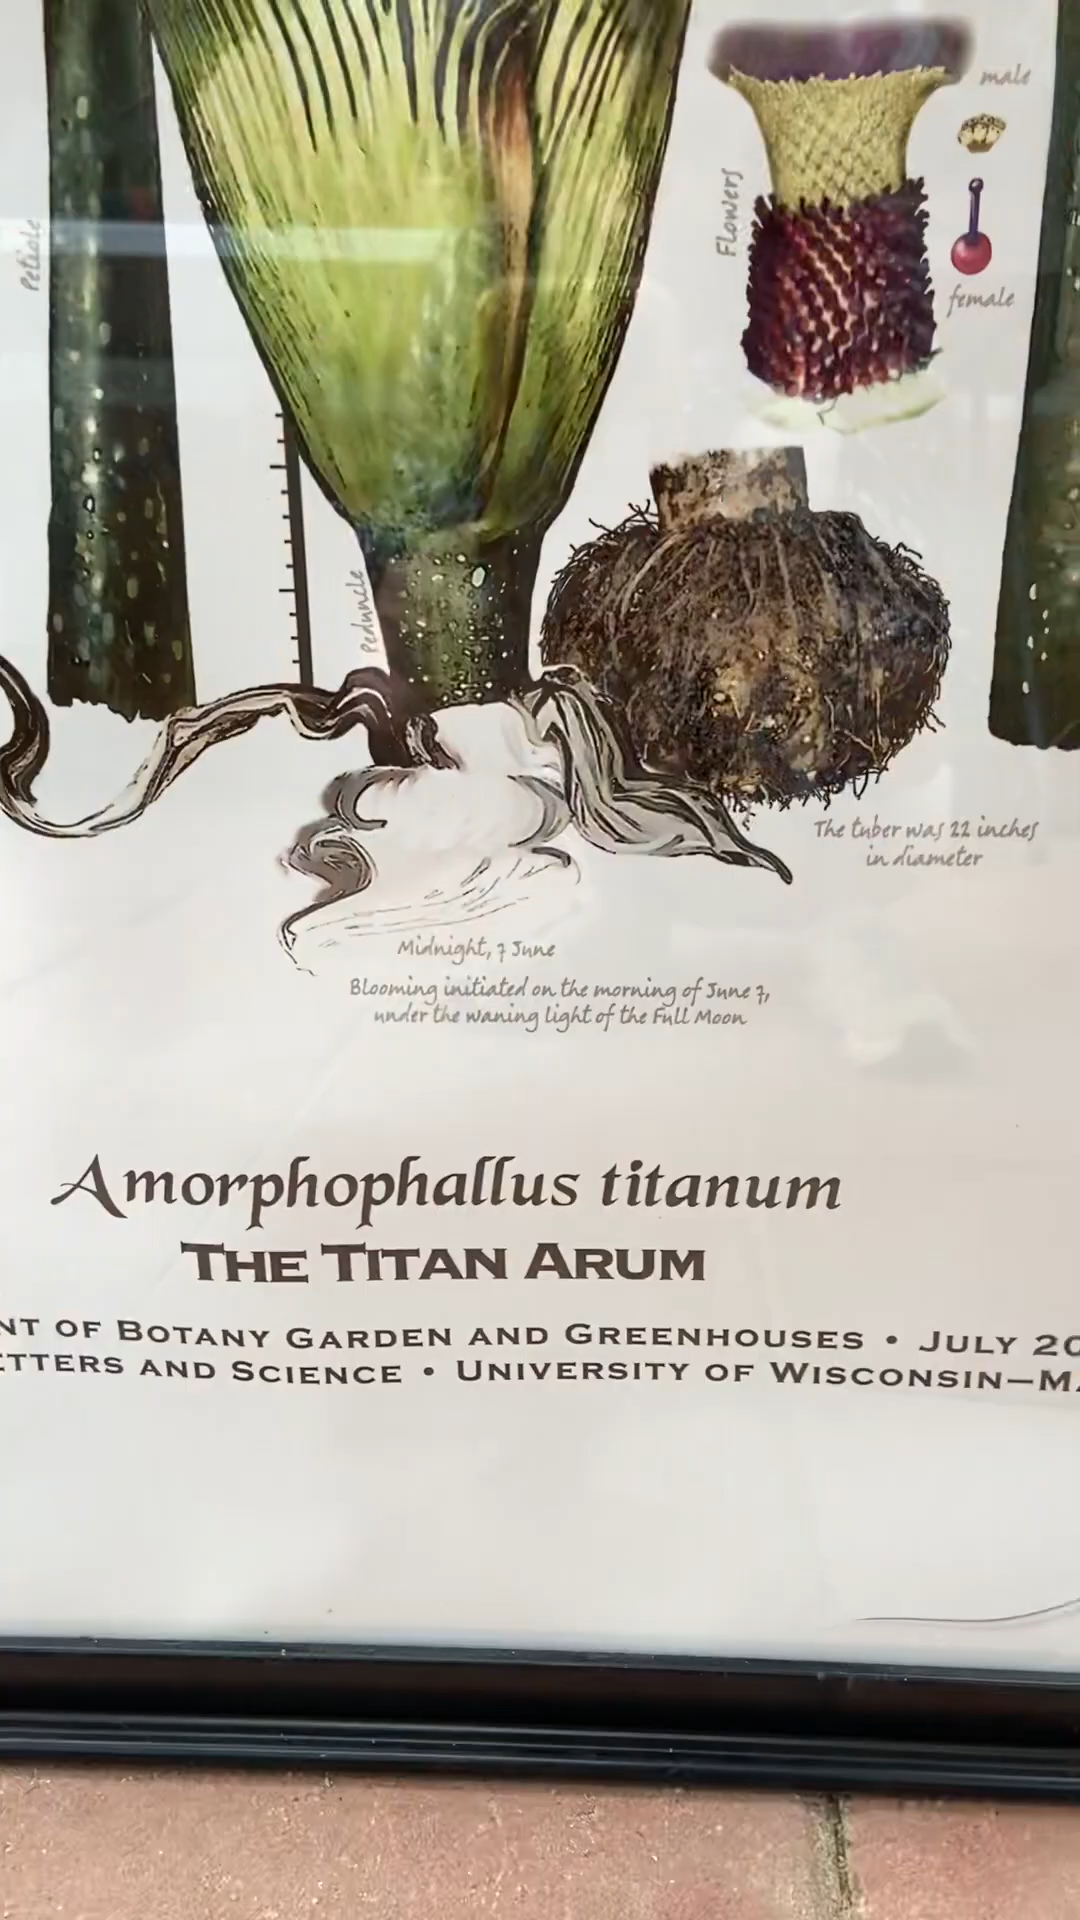 male
Flowers
Petiole
female
Peduncle
The tuber was 22 inches
in diameter
Midnight, 7 June
Blooming initiated on the morning of June 7,
under the waning light of the Full Moon
Amorphophallus titanum
THE TITAN ARUM
NT OF BOTANY GARDEN AND GREENHOUSES • JULY 20
ETTERS AND SCIENCE • UNIVERSITY OF WISCONSIN–MA